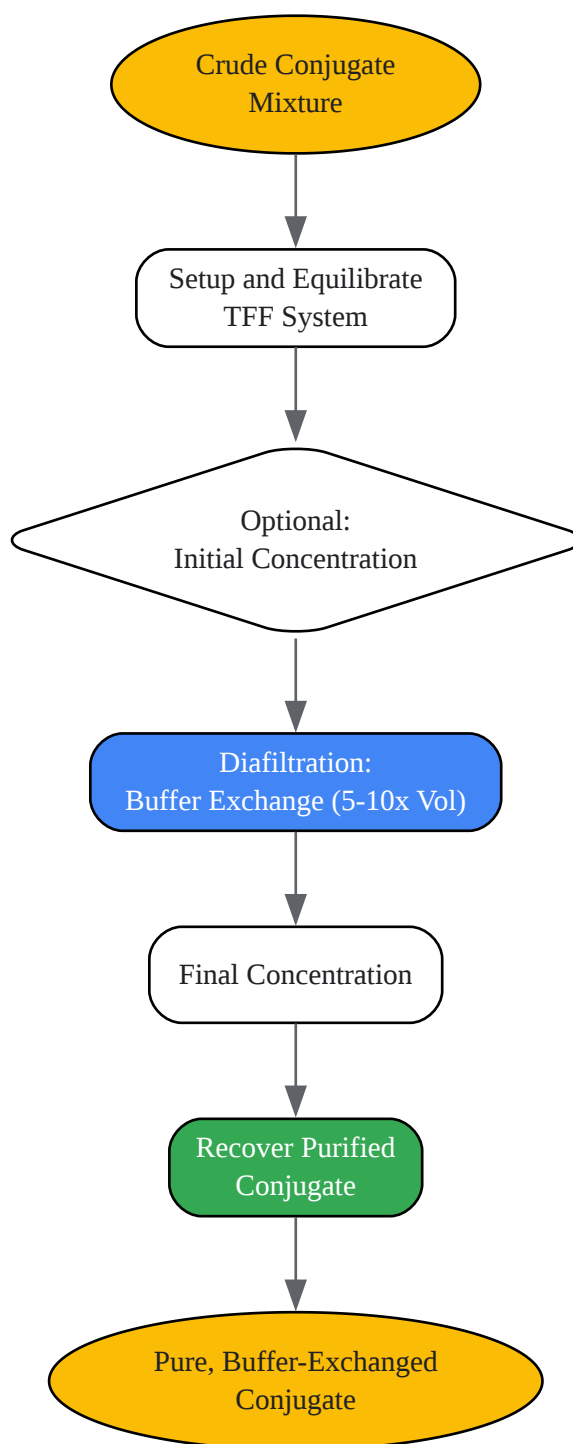 Crude Conjugate
Mixture
Setup and Equilibrate
TFF System
Optional:
Initial Concentration
Diafiltration:
Buffer Exchange (5-10x Vol)
Final Concentration
Recover Purified
Conjugate
Pure, Buffer-Exchanged
Conjugate